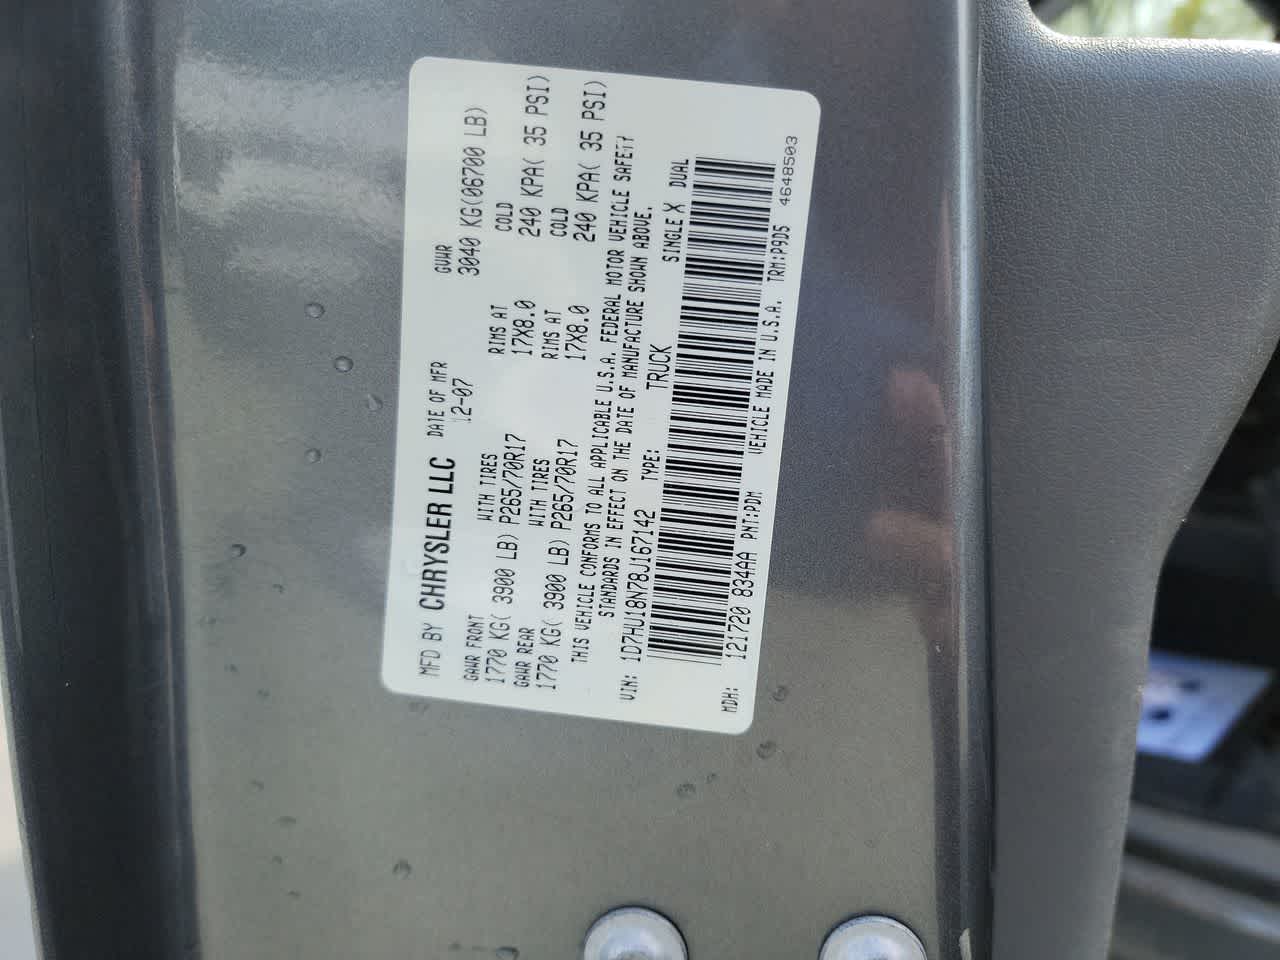 MFD BY CHRYSLER LLC DATE OF MFR GVWR
12-07 3040 KG(06700 LB)
GAWR FRONT WITH TIRES RIMS AT COLD
1770 KG( 3900 LB) P265/70R17 17X8.0 240 KPA( 35 PSI)
GAWR REAR WITH TIRES RIMS AT COLD
1770 KG( 3900 LB) P265/70R17 17X8.0 240 KPA( 35 PSI)
THIS VEHICLE CONFORMS TO ALL APPLICABLE U.S.A. FEDERAL MOTOR VEHICLE SAFETY
STANDARDS IN EFFECT ON THE DATE OF MANUFACTURE SHOWN ABOVE.
VIN: 1D7HU18N78J167142 TYPE: TRUCK SINGLE X DUAL
MDH: 121720 834AA PNT:PDM VEHICLE MADE IN U.S.A. TRM:P9D5 4648503